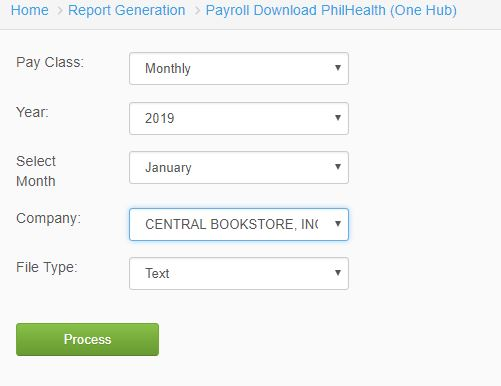 Home > Report Generation > Payroll Download PhilHealth (One Hub)
Pay Class: Monthly
Year: 2019
Select Month January
Company: CENTRAL BOOKSTORE, INC
File Type: Text
Process